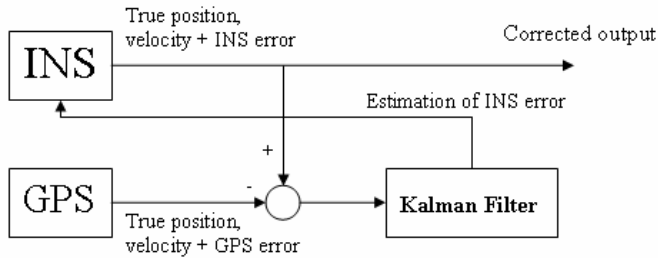 True position,
velocity + INS error
INS
Corrected output
Estimation of INS error
+
-
GPS
Kalman Filter
True position,
velocity + GPS error